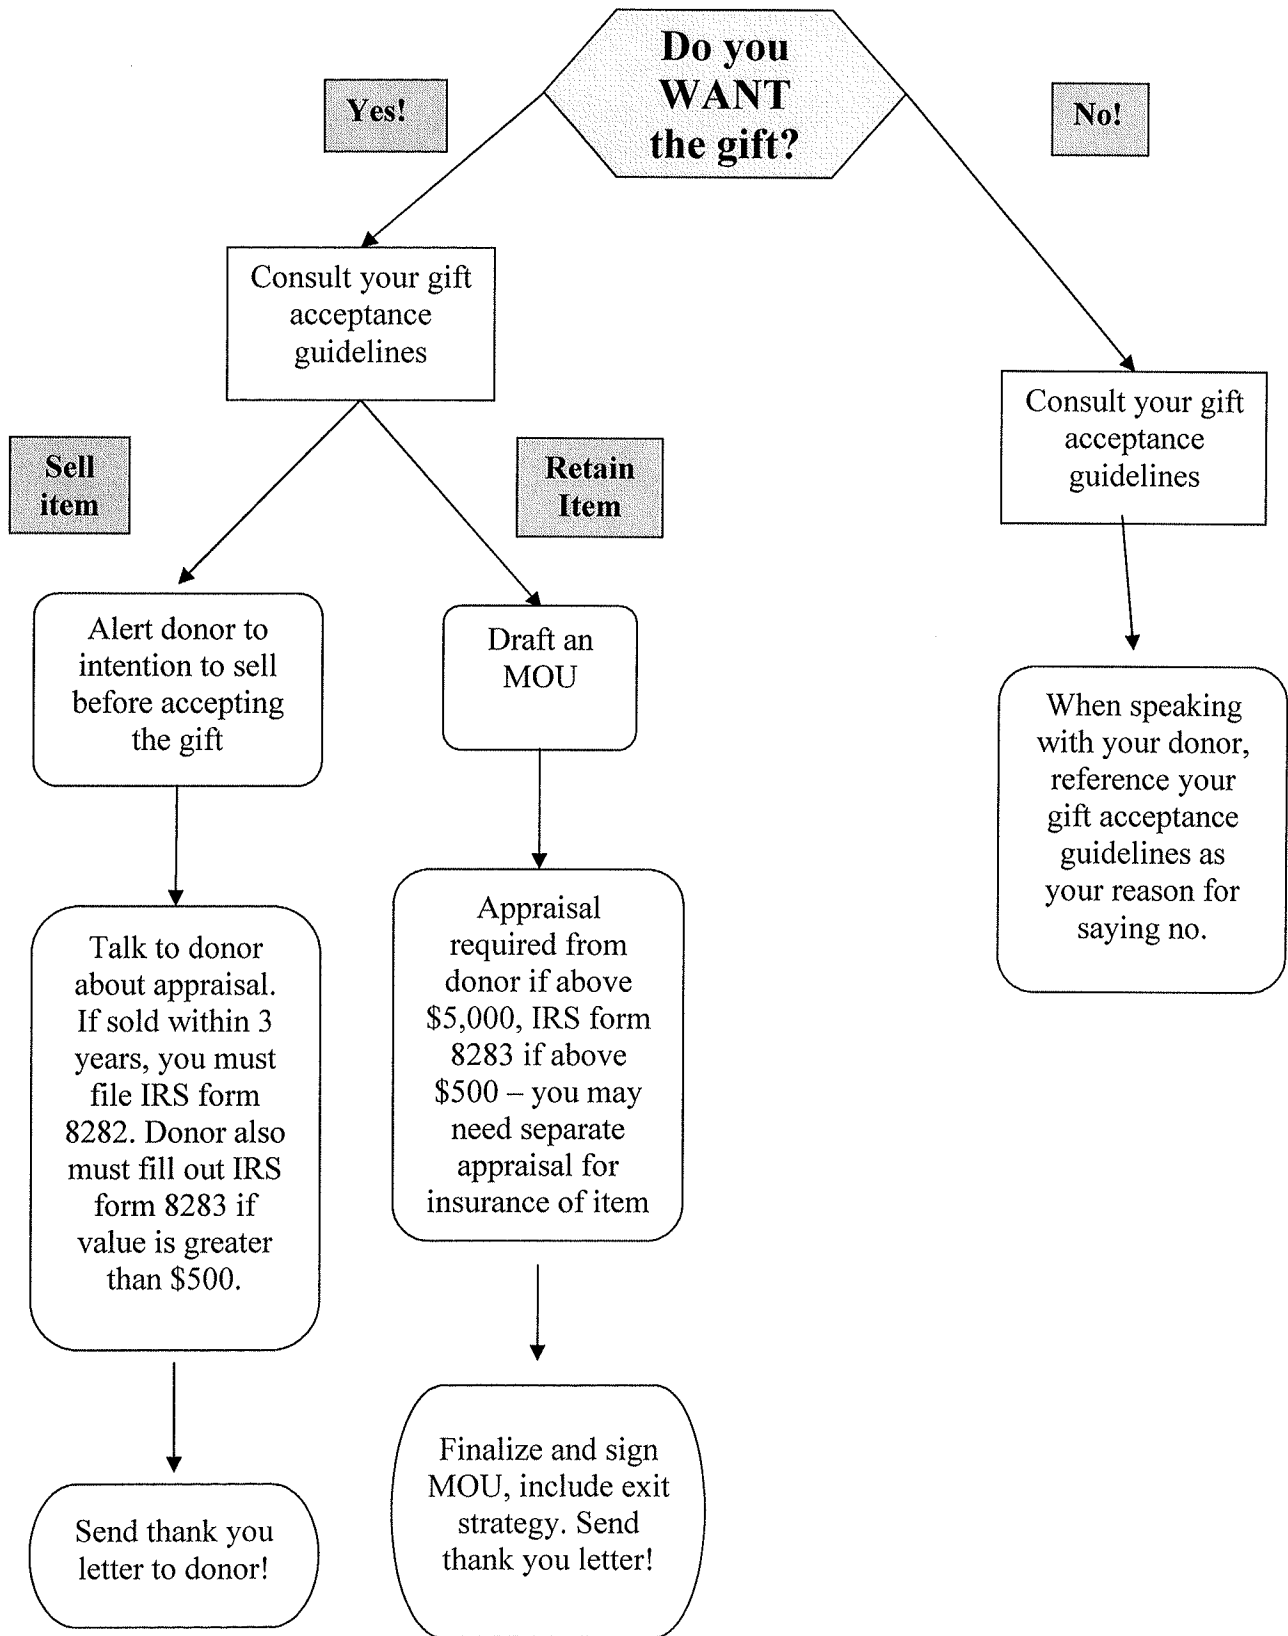 Do you
WANT
the gift?
Yes!
No!
Consult your gift
acceptance
guidelines
Consult your gift
acceptance
guidelines
Sell
item
Retain
Item
Alert donor to
intention to sell
before accepting
the gift
Draft an
MOU
When speaking
with your donor,
reference your
gift acceptance
guidelines as
your reason for
saying no.
Talk to donor
about appraisal.
If sold within 3
years, you must
file IRS form
8282. Donor also
must fill out IRS
form 8283 if
value is greater
than $500.
Appraisal
required from
donor if above
$5,000, IRS form
8283 if above
$500 – you may
need separate
appraisal for
insurance of item
Send thank you
letter to donor!
Finalize and sign
MOU, include exit
strategy. Send
thank you letter!